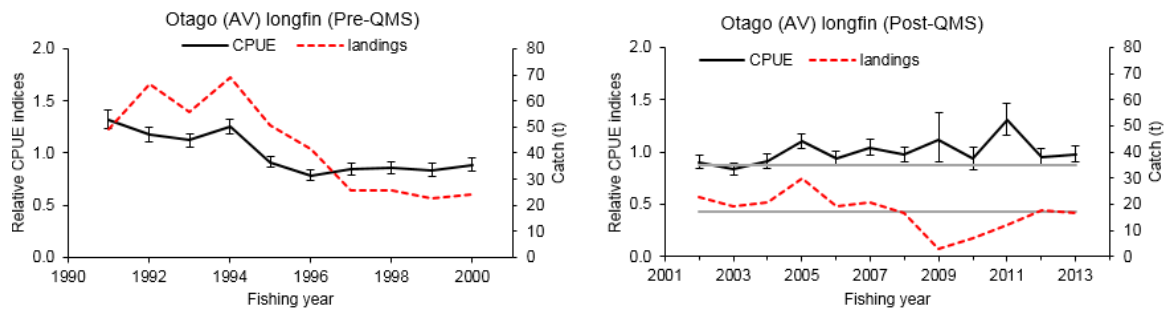 Otago (AV) longfin (Pre-QMS)
CPUE landings
2.0
1.5
1.0
0.5
0.0
Relative CPUE indices
80
70
60
50
40
30
20
10
0
Catch (t)
1990 1992 1994 1996 1998 2000
Fishing year
Otago (AV) longfin (Post-QMS)
CPUE landings
2.0
1.5
1.0
0.5
0.0
Relative CPUE indices
80
70
60
50
40
30
20
10
0
Catch (t)
2001 2003 2005 2007 2009 2011 2013
Fishing year